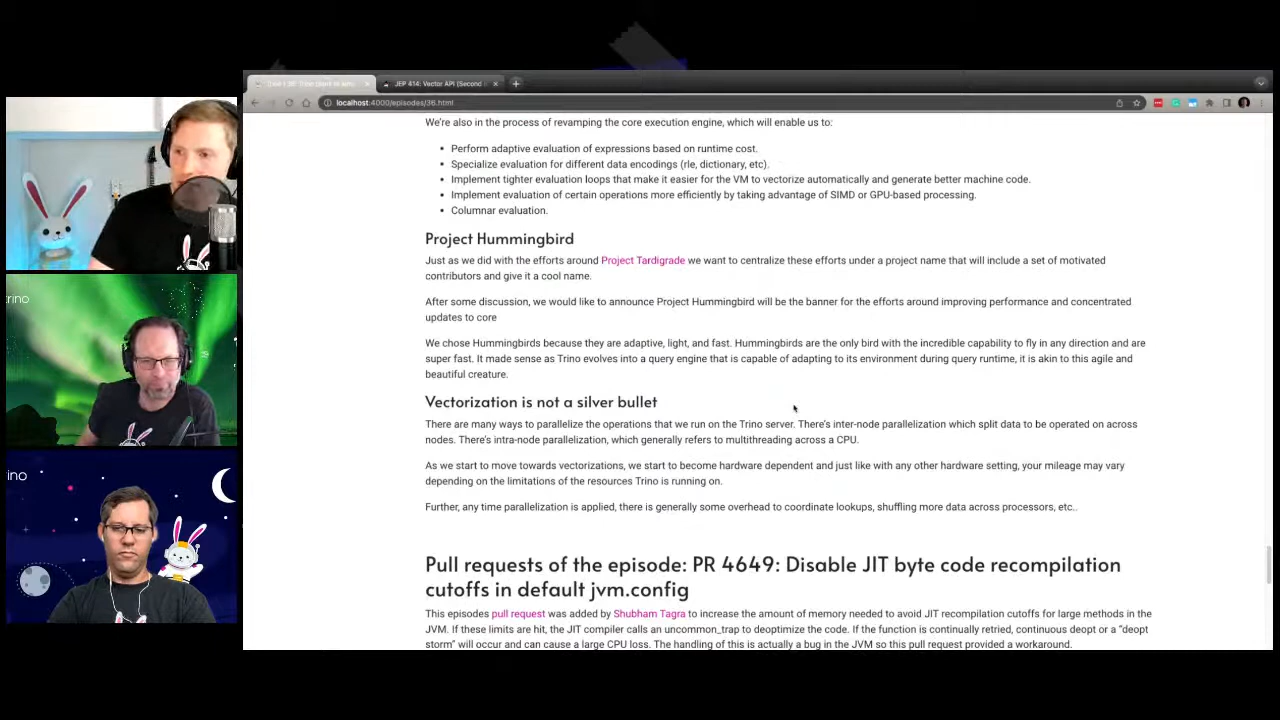 JEP 414: Vector API (Second I
localhost:4000/episodes/36.html
We're also in the process of revamping the core execution engine, which will enable us to:
• Perform adaptive evaluation of expressions based on runtime cost.
• Specialize evaluation for different data encodings (rle, dictionary, etc).
• Implement tighter evaluation loops that make it easier for the VM to vectorize automatically and generate better machine code.
• Implement evaluation of certain operations more efficiently by taking advantage of SIMD or GPU-based processing.
• Columnar evaluation.
Project Hummingbird
Just as we did with the efforts around Project Tardigrade we want to centralize these efforts under a project name that will include a set of motivated
contributors and give it a cool name.
After some discussion, we would like to announce Project Hummingbird will be the banner for the efforts around improving performance and concentrated
updates to core
We chose Hummingbirds because they are adaptive, light, and fast. Hummingbirds are the only bird with the incredible capability to fly in any direction and are
super fast. It made sense as Trino evolves into a query engine that is capable of adapting to its environment during query runtime, it is akin to this agile and
beautiful creature.
Vectorization is not a silver bullet
There are many ways to parallelize the operations that we run on the Trino server. There's inter-node parallelization which split data to be operated on across
nodes. There's intra-node parallelization, which generally refers to multithreading across a CPU.
As we start to move towards vectorizations, we start to become hardware dependent and just like with any other hardware setting, your mileage may vary
depending on the limitations of the resources Trino is running on.
Further, any time parallelization is applied, there is generally some overhead to coordinate lookups, shuffling more data across processors, etc..
Pull requests of the episode: PR 4649: Disable JIT byte code recompilation
cutoffs in default jvm.config
This episodes pull request was added by Shubham Tagra to increase the amount of memory needed to avoid JIT recompilation cutoffs for large methods in the
JVM. If these limits are hit, the JIT compiler calls an uncommon_trap to deoptimize the code. If the function is continually retried, continuous deopt or a "deopt
storm" will occur and can cause a large CPU loss. The handling of this is actually a bug in the JVM so this pull request provided a workaround.
rino
ino